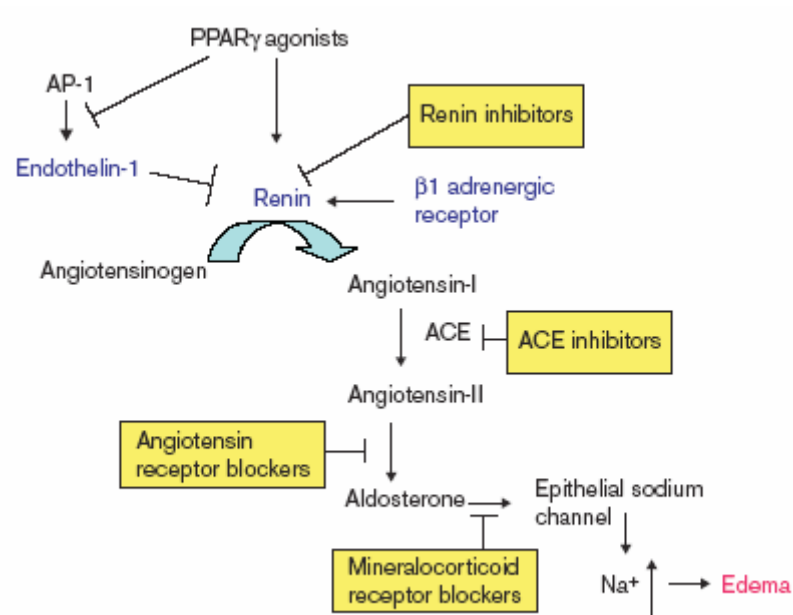 PPARγ agonists
AP-1
Renin inhibitors
Endothelin-1
Renin
β1 adrenergic
receptor
Angiotensinogen
Angiotensin-I
ACE
ACE inhibitors
Angiotensin-II
Angiotensin
receptor blockers
Aldosterone
Epithelial sodium
channel
Mineralocorticoid
receptor blockers
Na+
Edema